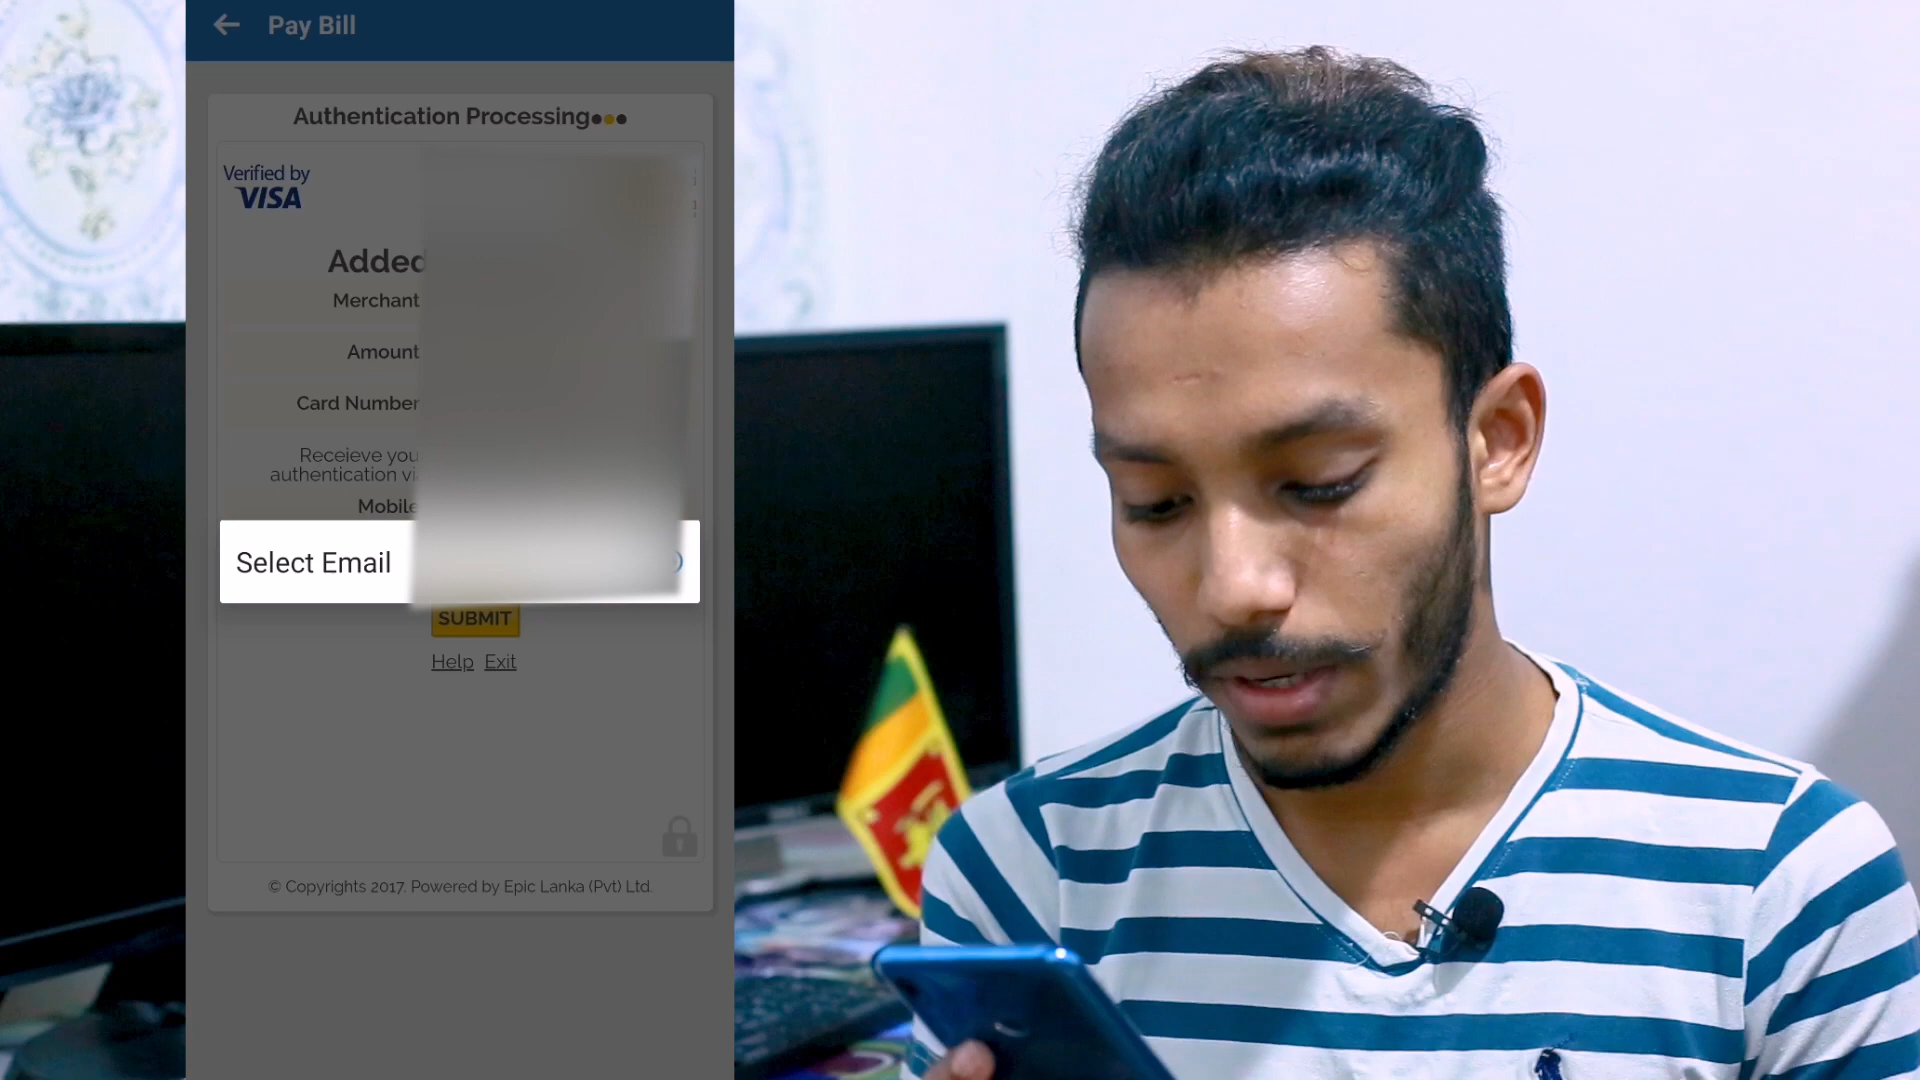 Pay Bill
Authentication Processing
Verified by
VISA
Added
Merchant
Amount
Card Number
Receieve you
authentication vi
Mobile
Select Email
SUBMIT
Help Exit
© Copyrights 2017. Powered by Epic Lanka (Pvt) Ltd.